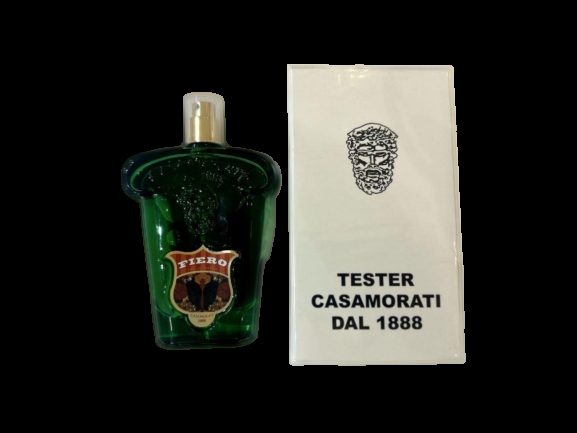 FIERO
TESTER
CASAMORATI
DAL 1888